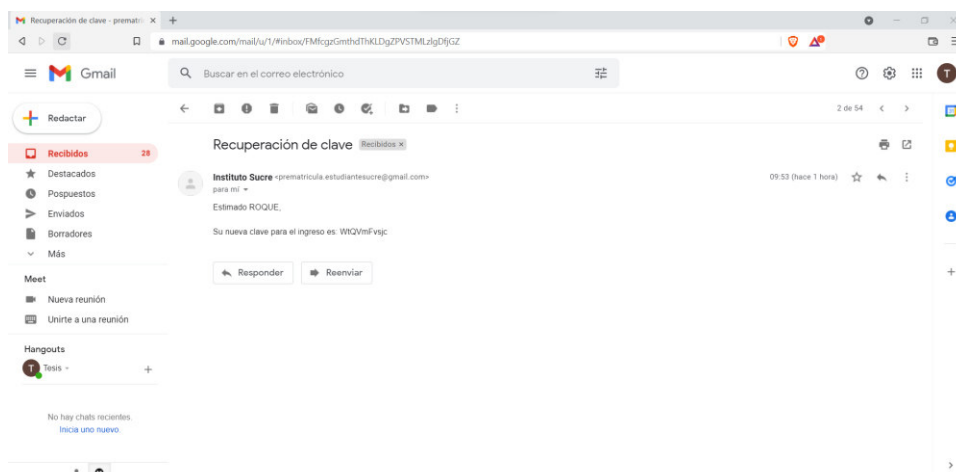 Recuperación de clave - prematrí
mail.google.com/mail/u/1/#inbox/FMfcgzGmthdThKLDgZPVSTMLzlgDfjGZ
Gmail
Buscar en el correo electrónico
T
Redactar
2 de 54
Recibidos 28
Destacados
Pospuestos
Enviados
Borradores
Más
Recuperación de clave Recibidos ×
Instituto Sucre <prematricula.estudiantesucre@gmail.com>
09:53 (hace 1 hora)
para mí
Estimado ROQUE,
Su nueva clave para el ingreso es: WtQVmFvsjc
Responder
Reenviar
Meet
Nueva reunión
Unirte a una reunión
Hangouts
T Tesis
No hay chats recientes.
Inicia uno nuevo.